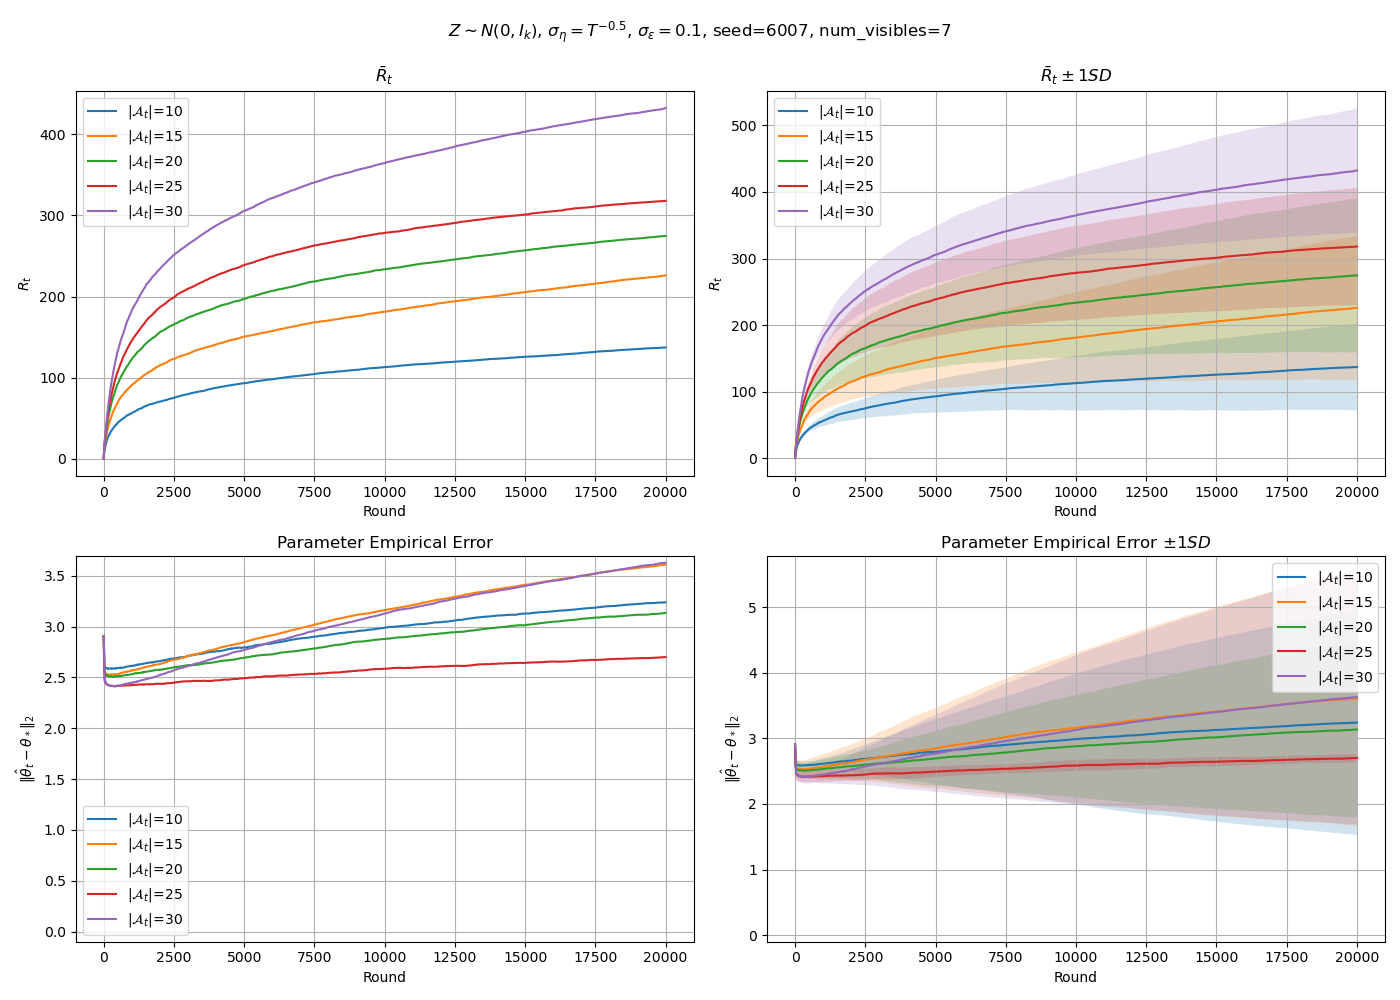 Z ∼ N(0, I_k), σ_η = T^{−0.5}, σ_ε = 0.1, seed=6007, num_visibles=7
R̄_t
R_t
400
300
200
100
0
|𝒜_t|=10
|𝒜_t|=15
|𝒜_t|=20
|𝒜_t|=25
|𝒜_t|=30
0 2500 5000 7500 10000 12500 15000 17500 20000
Round
R̄_t ± 1SD
R_t
500
400
300
200
100
0
|𝒜_t|=10
|𝒜_t|=15
|𝒜_t|=20
|𝒜_t|=25
|𝒜_t|=30
0 2500 5000 7500 10000 12500 15000 17500 20000
Round
Parameter Empirical Error
‖θ̂_t − θ_*‖_2
3.5
3.0
2.5
2.0
1.5
1.0
0.5
0.0
|𝒜_t|=10
|𝒜_t|=15
|𝒜_t|=20
|𝒜_t|=25
|𝒜_t|=30
0 2500 5000 7500 10000 12500 15000 17500 20000
Round
Parameter Empirical Error ±1SD
‖θ̂_t − θ_*‖_2
5
4
3
2
1
0
|𝒜_t|=10
|𝒜_t|=15
|𝒜_t|=20
|𝒜_t|=25
|𝒜_t|=30
0 2500 5000 7500 10000 12500 15000 17500 20000
Round